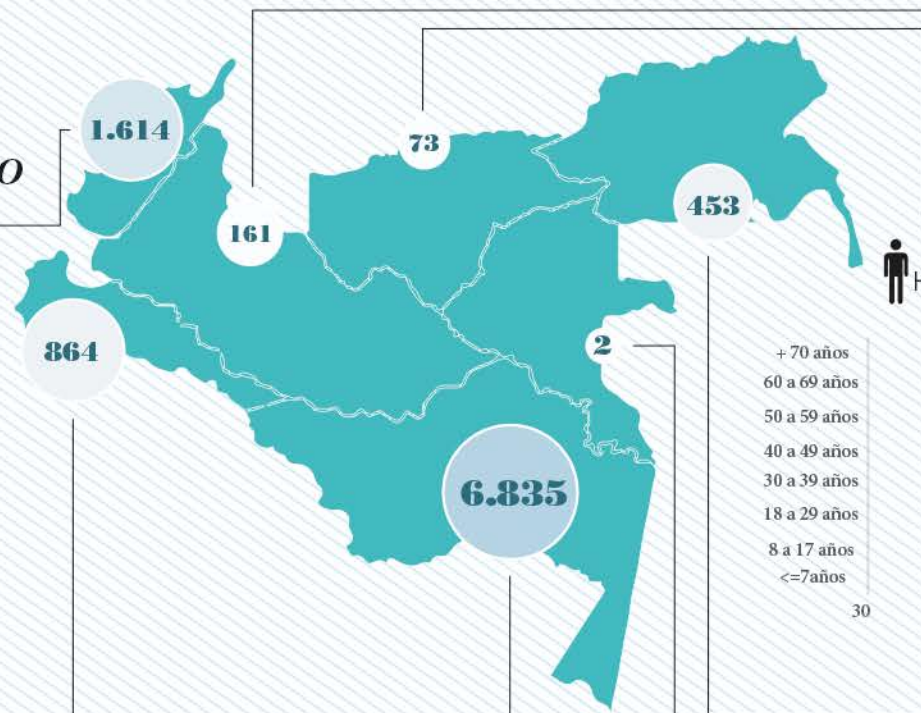 1.614
O
73
161
453
H
864
2
6.835
+ 70 años
60 a 69 años
50 a 59 años
40 a 49 años
30 a 39 años
18 a 29 años
8 a 17 años
<=7años
30